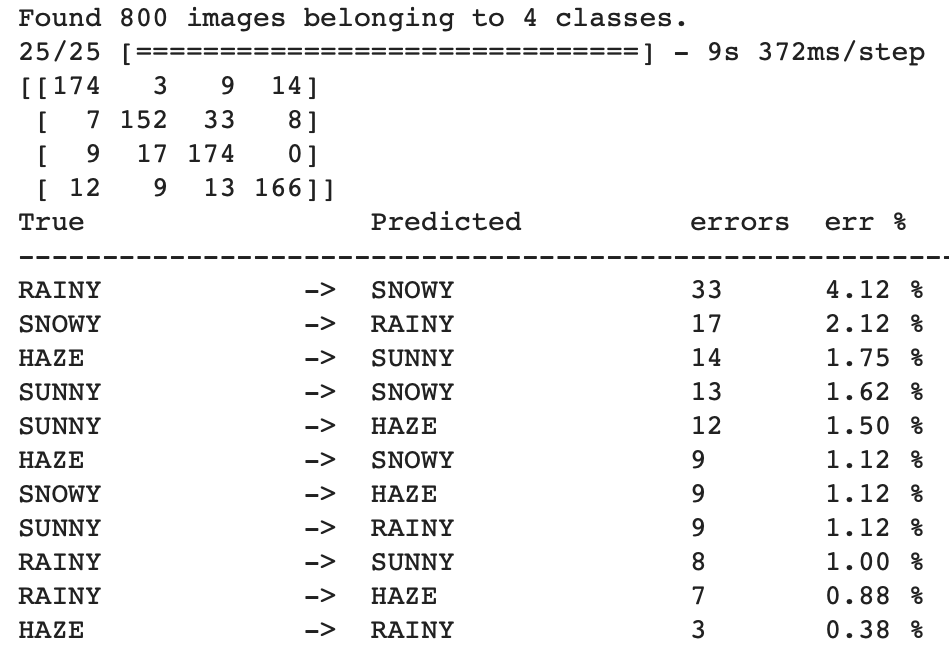 Found 800 images belonging to 4 classes.
25/25 [==============================] - 9s 372ms/step
[[174   3   9  14]
 [  7 152  33   8]
 [  9  17 174   0]
 [ 12   9  13 166]]
True                 Predicted          errors  err %
--------------------------------------------------------
RAINY            ->  SNOWY              33      4.12 %
SNOWY            ->  RAINY              17      2.12 %
HAZE             ->  SUNNY              14      1.75 %
SUNNY            ->  SNOWY              13      1.62 %
SUNNY            ->  HAZE               12      1.50 %
HAZE             ->  SNOWY              9       1.12 %
SNOWY            ->  HAZE               9       1.12 %
SUNNY            ->  RAINY              9       1.12 %
RAINY            ->  SUNNY              8       1.00 %
RAINY            ->  HAZE               7       0.88 %
HAZE             ->  RAINY              3       0.38 %